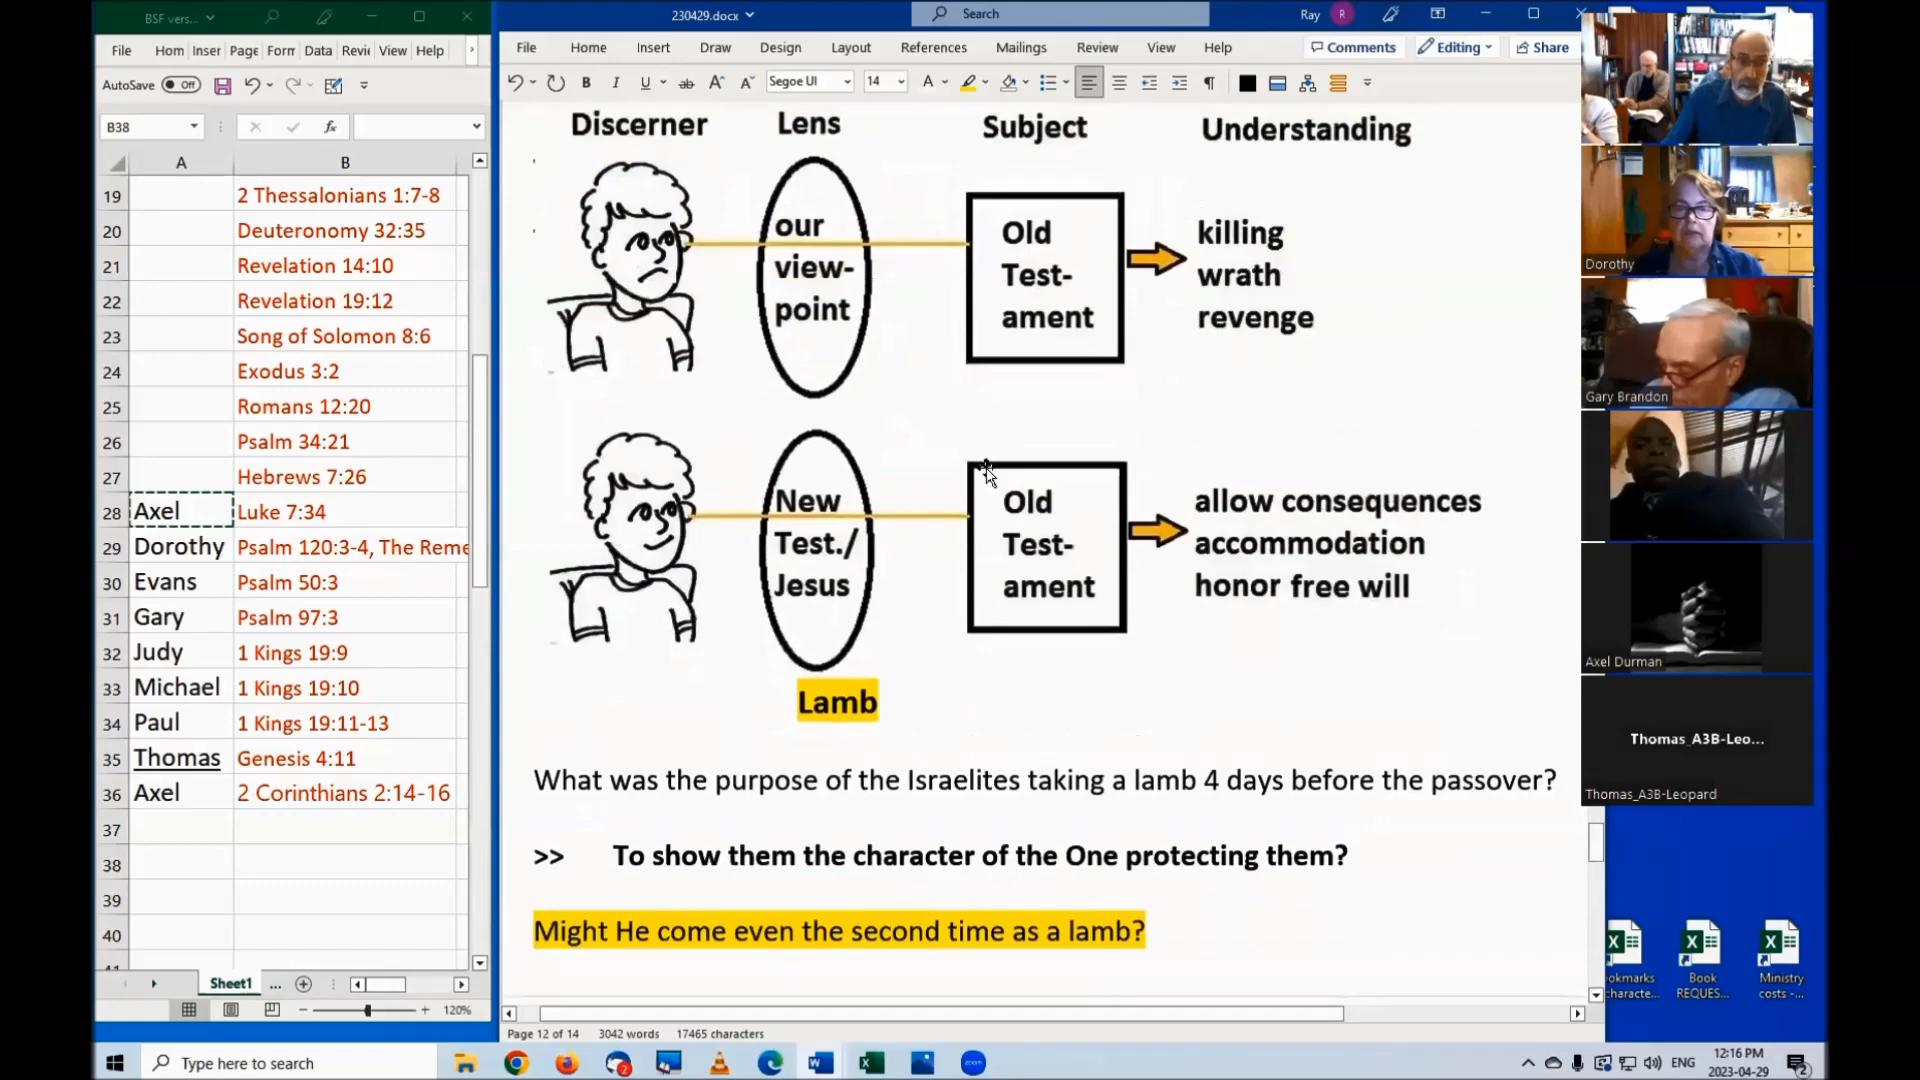 BSF vers...
File Hom Inser Page Forn Data Revi View Help
AutoSave Off
B38
fx
A B
19 2 Thessalonians 1:7-8
20 Deuteronomy 32:35
21 Revelation 14:10
22 Revelation 19:12
23 Song of Solomon 8:6
24 Exodus 3:2
25 Romans 12:20
26 Psalm 34:21
27 Hebrews 7:26
28 Axel Luke 7:34
29 Dorothy Psalm 120:3-4, The Reme
30 Evans Psalm 50:3
31 Gary Psalm 97:3
32 Judy 1 Kings 19:9
33 Michael 1 Kings 19:10
34 Paul 1 Kings 19:11-13
35 Thomas Genesis 4:11
36 Axel 2 Corinthians 2:14-16
37
38
39
40
Sheet1 ...
120%
230429.docx
Search
Ray R
File Home Insert Draw Design Layout References Mailings Review View Help Comments Editing Share
B I U ab A A Segoe UI 14 A
Discerner Lens Subject Understanding
our
view-
point
Old
Test-
ament
killing
wrath
revenge
New
Test./
Jesus
Old
Test-
ament
allow consequences
accommodation
honor free will
Lamb
What was the purpose of the Israelites taking a lamb 4 days before the passover?
>> To show them the character of the One protecting them?
Might He come even the second time as a lamb?
Page 12 of 14 3042 words 17465 characters
Dorothy
Gary Brandon
Axel Durman
Thomas_A3B-Leo...
Thomas_A3B-Leopard
okmarks
characte...
Book
REQUES...
Ministry
costs -...
Type here to search
2
zoom
ENG
12:16 PM
2023-04-29
2